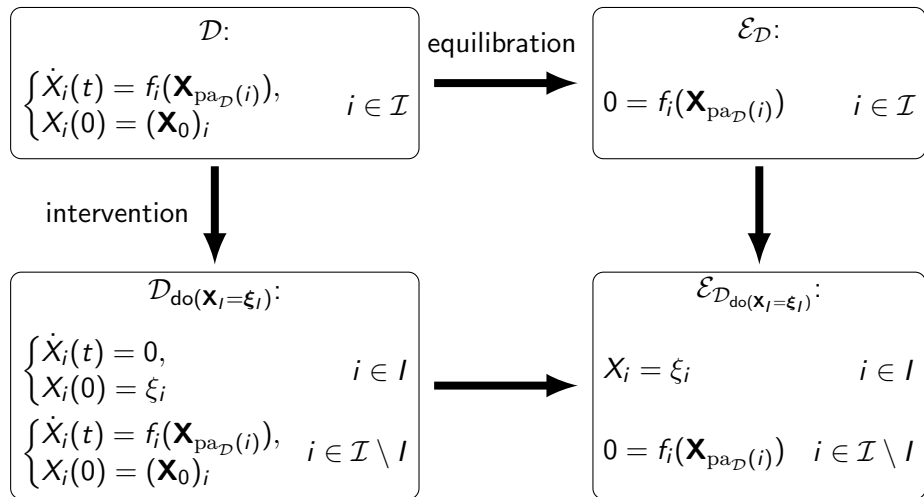 𝒟:
{Ẋ_i(t) = f_i(𝐗_{pa_𝒟(i)}),
X_i(0) = (𝐗_0)_i
i ∈ ℐ
equilibration
ℰ_𝒟:
0 = f_i(𝐗_{pa_𝒟(i)}) i ∈ ℐ
intervention
𝒟_{do(𝐗_I=𝛏_I)}:
{Ẋ_i(t) = 0,
X_i(0) = ξ_i
i ∈ I
{Ẋ_i(t) = f_i(𝐗_{pa_𝒟(i)}),
X_i(0) = (𝐗_0)_i
i ∈ ℐ \ I
ℰ_{𝒟_{do(𝐗_I=𝛏_I)}}:
X_i = ξ_i i ∈ I
0 = f_i(𝐗_{pa_𝒟(i)}) i ∈ ℐ \ I